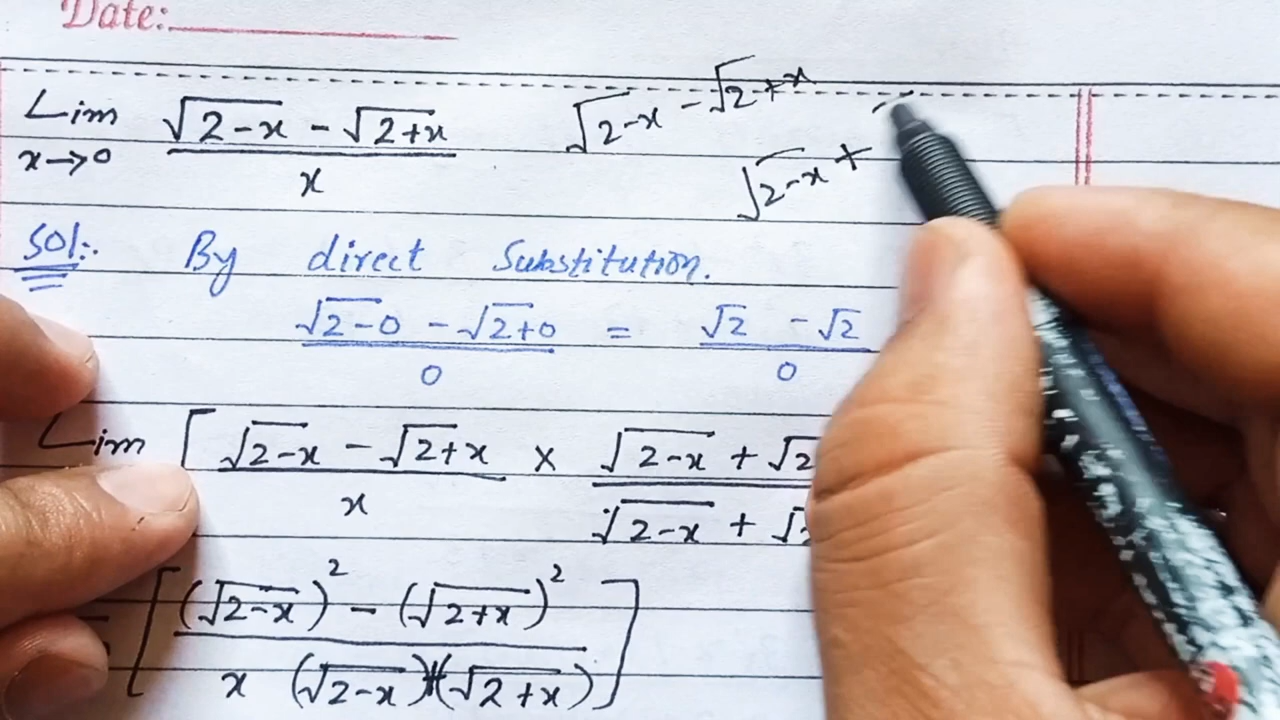 Date:
Lim x→0 √2-x - √2+x / x
√2-x - √2+x
√2-x +
Sol:. By direct Substitution.
√2-0 - √2+0 / 0 = √2 - √2 / 0
Lim [ √2-x - √2+x / x × √2-x + √2 / √2-x + √
[ (√2-x)² - (√2+x)² / x (√2-x)+(√2+x) ]